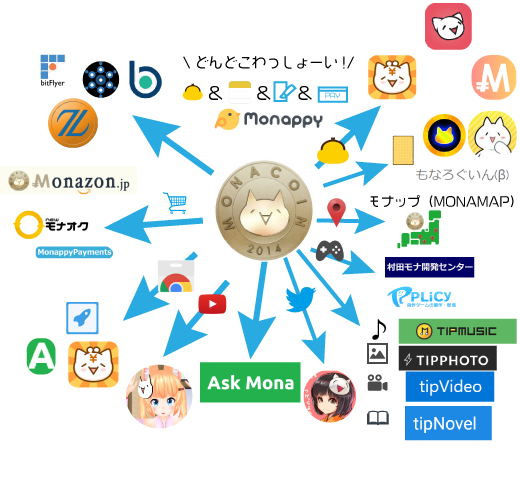 \ どんどこわっしょーい！/
bitFlyer
& & &
PAY
Monappy
もなろぐいん(β)
Monazon.jp
モナップ（MONAMAP）
MONACOIN
2014
new
モナオク
MonappyPayments
村田モナ開発センター
PLiCY
TIPMUSIC
TIPPHOTO
tipVideo
tipNovel
Ask Mona